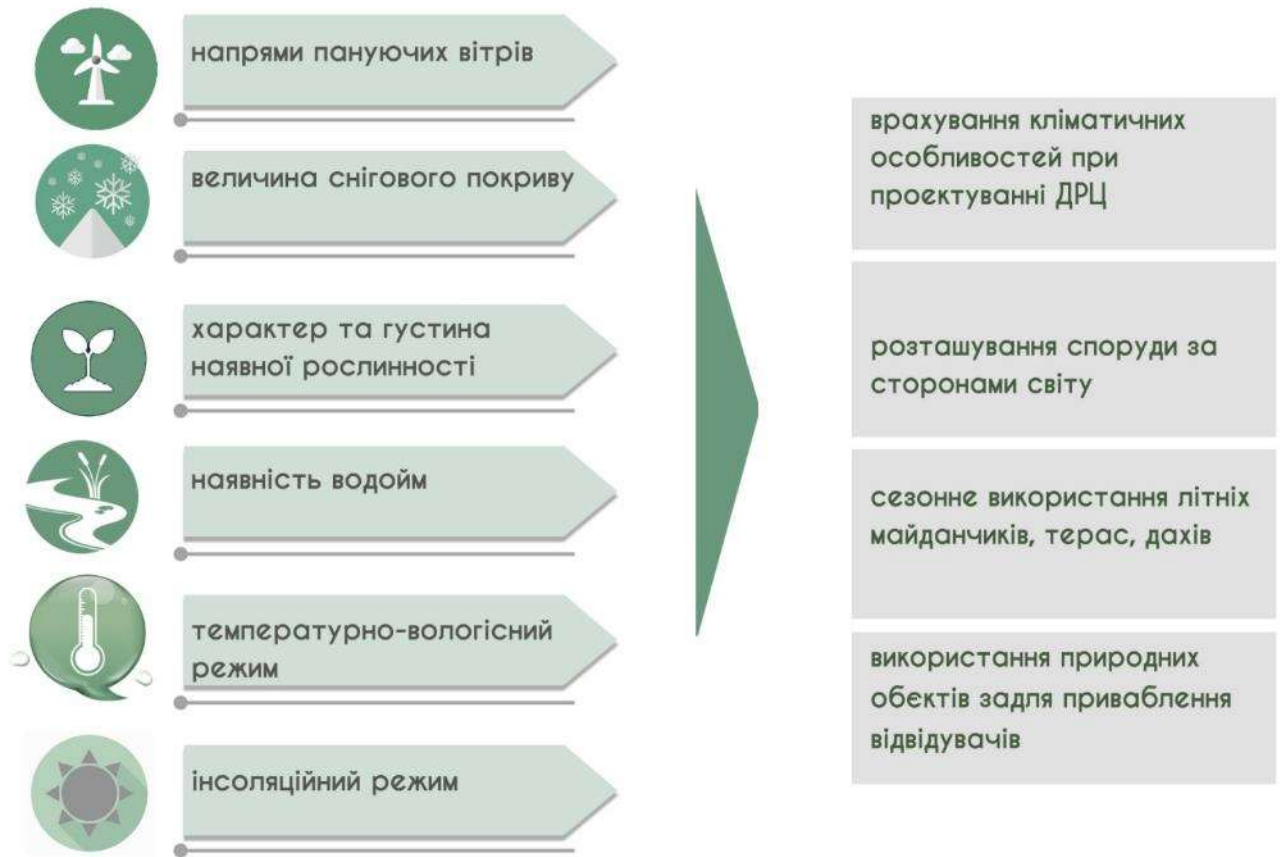 напрями пануючих вітрів
величина снігового покриву
характер та густина
наявної рослинності
наявність водойм
температурно-вологісний
режим
інсоляційний режим
врахування кліматичних
особливостей при
проектуванні ДРЦ
розташування споруди за
сторонами світу
сезонне використання літніх
майданчиків, терас, дахів
використання природних
обєктів задля приваблення
відвідувачів